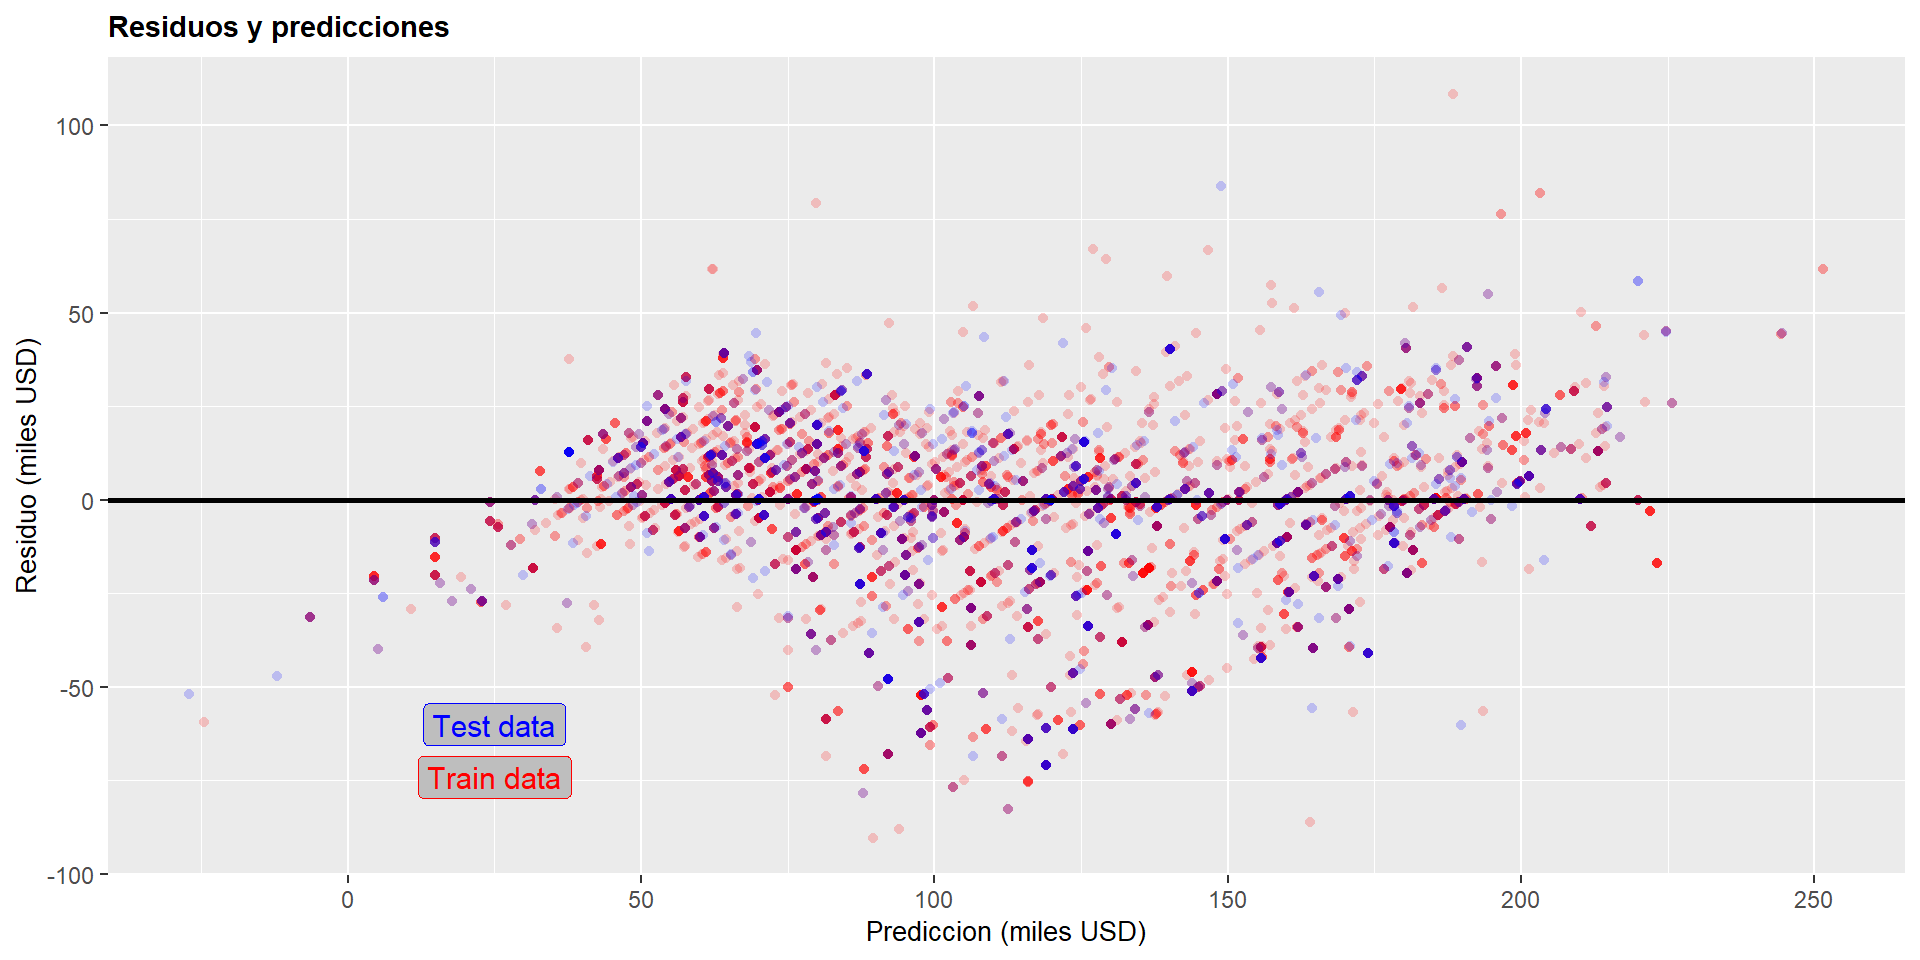 Residuos y predicciones
Residuo (miles USD)
100
50
0
-50
-100
Test data
Train data
0
50
100
150
200
250
Prediccion (miles USD)